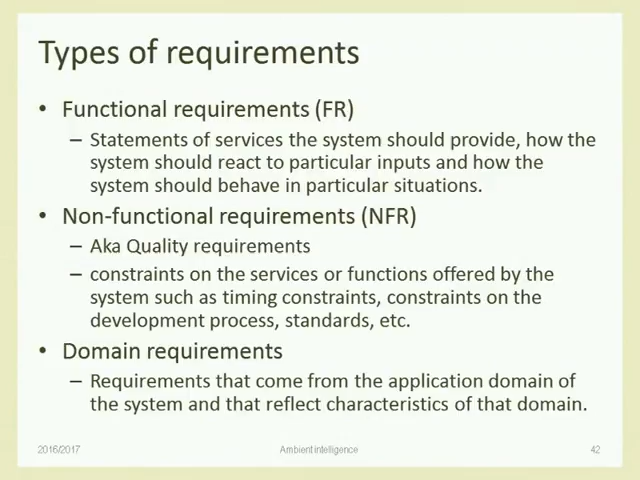 Types of requirements
• Functional requirements (FR)
– Statements of services the system should provide, how the
system should react to particular inputs and how the
system should behave in particular situations.
• Non-functional requirements (NFR)
– Aka Quality requirements
– constraints on the services or functions offered by the
system such as timing constraints, constraints on the
development process, standards, etc.
• Domain requirements
– Requirements that come from the application domain of
the system and that reflect characteristics of that domain.
2016/2017 Ambient intelligence 42